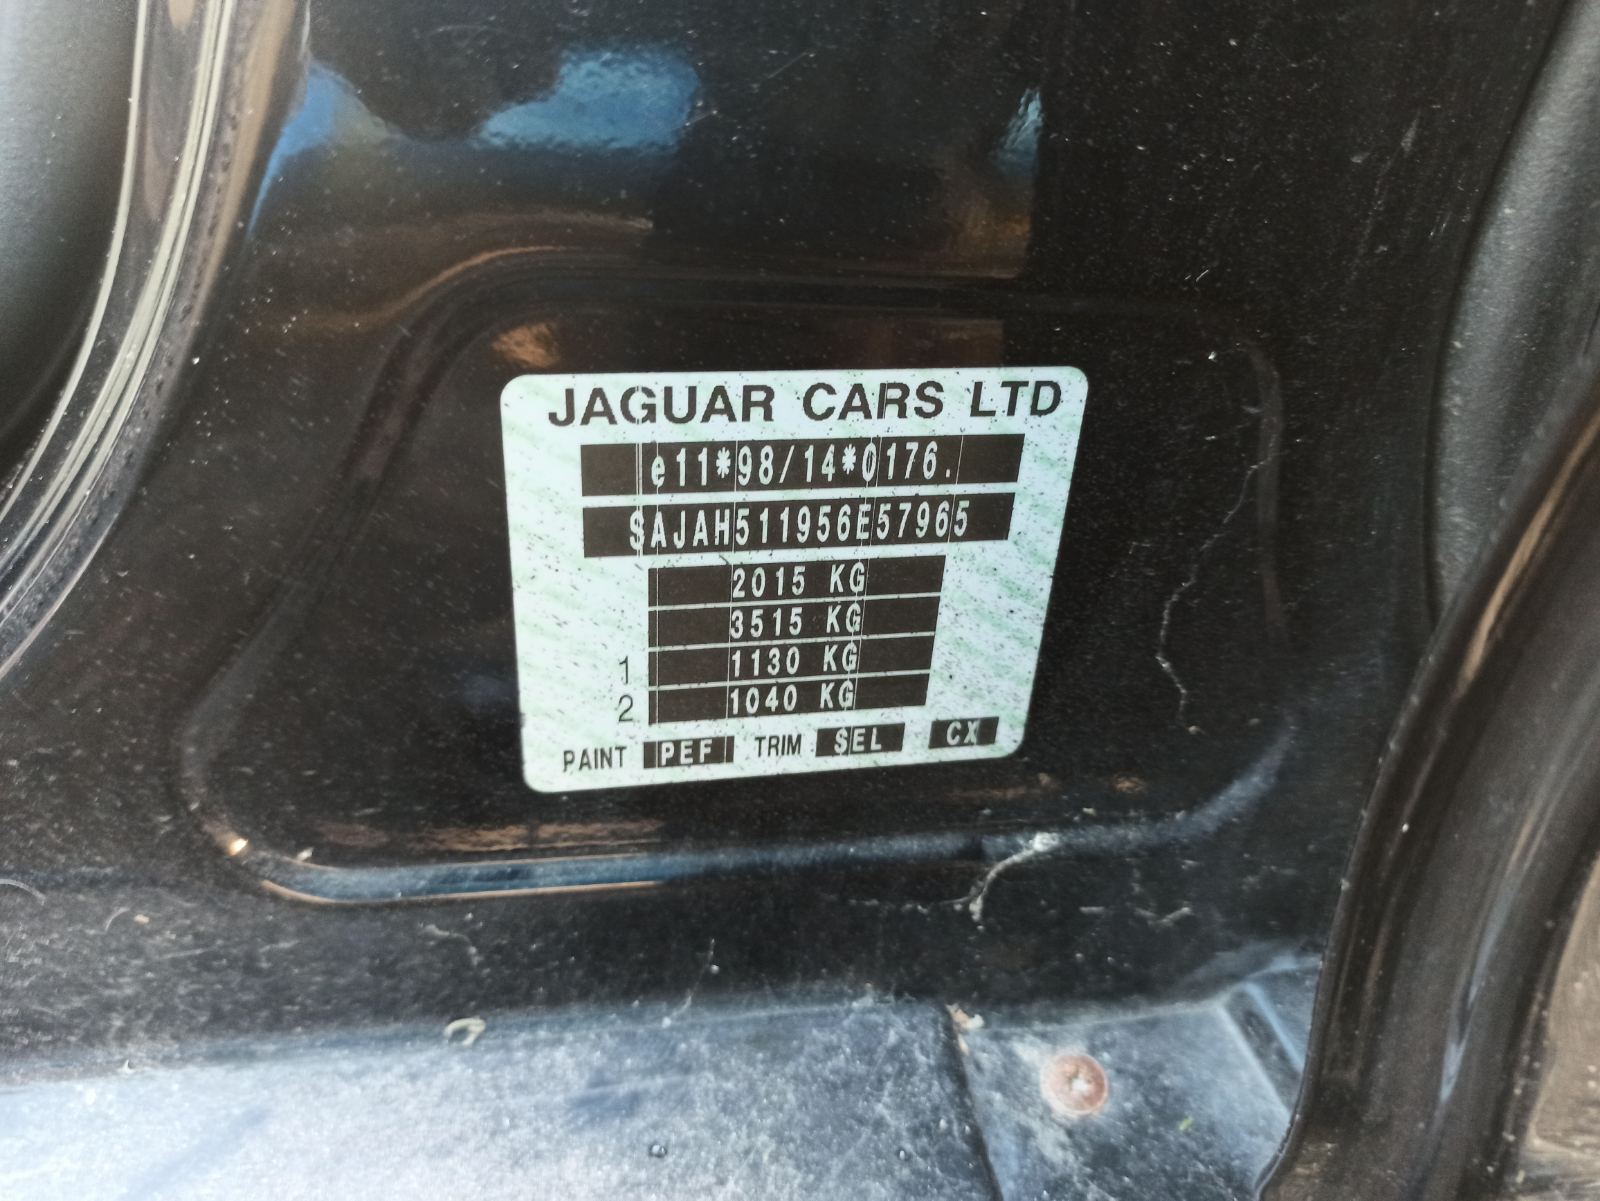 JAGUAR CARS LTD
e11*98/14*0176.
SAJAH511956E57965
2015 KG
3515 KG
1 1130 KG
2 1040 KG
PAINT PEF TRIM SEL CX